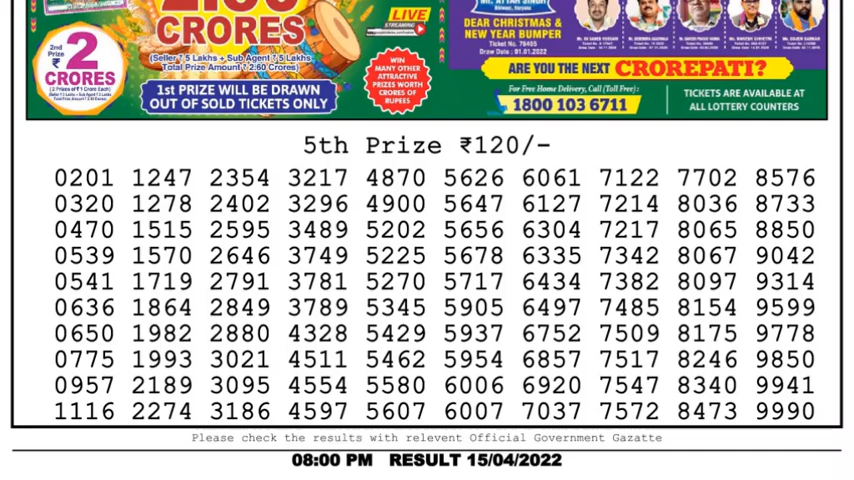 CRORES
(Seller ₹ 5 Lakhs + Sub Agent ₹ 5 Lakhs
Total Prize Amount ₹ 2.60 Crores)
1st PRIZE WILL BE DRAWN
OUT OF SOLD TICKETS ONLY
2nd
Prize
₹ 2
CRORES
LIVE
STREAMING
WIN
MANY OTHER
ATTRACTIVE
PRIZES WORTH
CRORES OF
RUPEES
DEAR CHRISTMAS &
NEW YEAR BUMPER
Ticket No. 79405
Draw Date : 01.01.2022
ARE YOU THE NEXT CROREPATI?
For Free Home Delivery, Call (Toll Free) :
1800 103 6711
TICKETS ARE AVAILABLE AT
ALL LOTTERY COUNTERS
5th Prize ₹120/-
0201 1247 2354 3217 4870 5626 6061 7122 7702 8576
0320 1278 2402 3296 4900 5647 6127 7214 8036 8733
0470 1515 2595 3489 5202 5656 6304 7217 8065 8850
0539 1570 2646 3749 5225 5678 6335 7342 8067 9042
0541 1719 2791 3781 5270 5717 6434 7382 8097 9314
0636 1864 2849 3789 5345 5905 6497 7485 8154 9599
0650 1982 2880 4328 5429 5937 6752 7509 8175 9778
0775 1993 3021 4511 5462 5954 6857 7517 8246 9850
0957 2189 3095 4554 5580 6006 6920 7547 8340 9941
1116 2274 3186 4597 5607 6007 7037 7572 8473 9990
Please check the results with relevent Official Government Gazatte
08:00 PM RESULT 15/04/2022